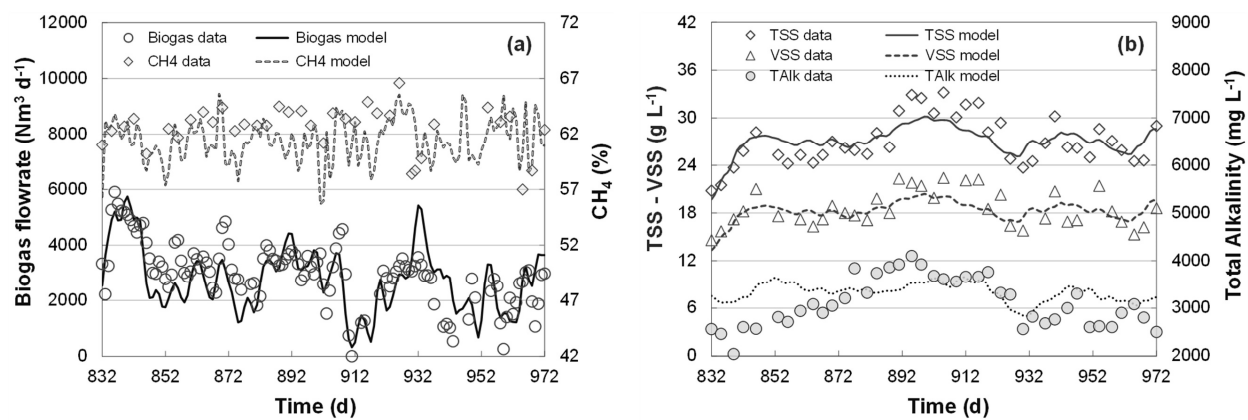 12000
10000
8000
6000
4000
2000
0
Biogas flowrate (Nm³ d⁻¹)
Biogas data
Biogas model
CH4 data
CH4 model
(a)
72
67
62
57
52
47
42
CH₄ (%)
832 852 872 892 912 932 952 972
Time (d)
42
36
30
24
18
12
6
0
TSS - VSS (g L⁻¹)
TSS data
TSS model
VSS data
VSS model
TAlk data
TAlk model
(b)
9000
8000
7000
6000
5000
4000
3000
2000
Total Alkalinity (mg L⁻¹)
832 852 872 892 912 932 952 972
Time (d)